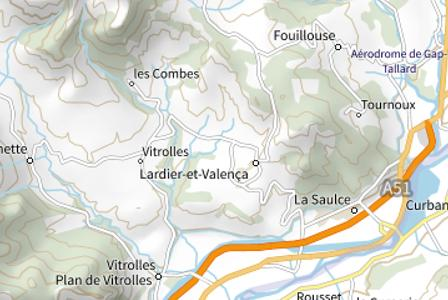 Fouillouse
Aérodrome de Gap-
Tallard
les Combes
Tournoux
nette
Vitrolles
Lardier-et-Valença
A51
La Saulce
Curban
Vitrolles
Plan de Vitrolles
Rousset